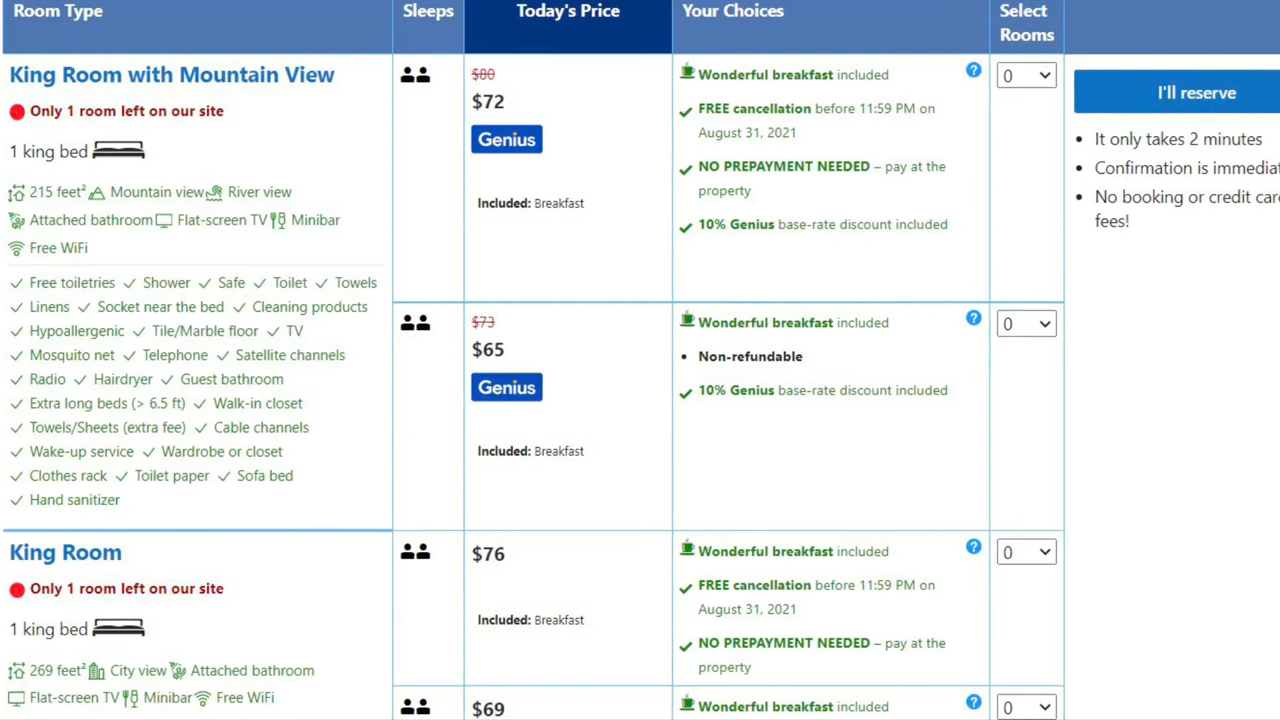 Room Type
Sleeps
Today's Price
Your Choices
Select
Rooms
King Room with Mountain View
Only 1 room left on our site
1 king bed
215 feet² Mountain view River view
Attached bathroom Flat-screen TV Minibar
Free WiFi
Free toiletries Shower Safe Toilet Towels
Linens Socket near the bed Cleaning products
Hypoallergenic Tile/Marble floor TV
Mosquito net Telephone Satellite channels
Radio Hairdryer Guest bathroom
Extra long beds (> 6.5 ft) Walk-in closet
Towels/Sheets (extra fee) Cable channels
Wake-up service Wardrobe or closet
Clothes rack Toilet paper Sofa bed
Hand sanitizer
$80
$72
Genius
Included: Breakfast
Wonderful breakfast included
?
FREE cancellation before 11:59 PM on
August 31, 2021
NO PREPAYMENT NEEDED – pay at the
property
10% Genius base-rate discount included
0
I'll reserve
• It only takes 2 minutes
• Confirmation is immedia
• No booking or credit car
fees!
$73
$65
Genius
Included: Breakfast
Wonderful breakfast included
?
• Non-refundable
10% Genius base-rate discount included
0
King Room
Only 1 room left on our site
1 king bed
269 feet² City view Attached bathroom
Flat-screen TV Minibar Free WiFi
$76
Included: Breakfast
Wonderful breakfast included
?
FREE cancellation before 11:59 PM on
August 31, 2021
NO PREPAYMENT NEEDED – pay at the
property
0
$69
Wonderful breakfast included
?
0